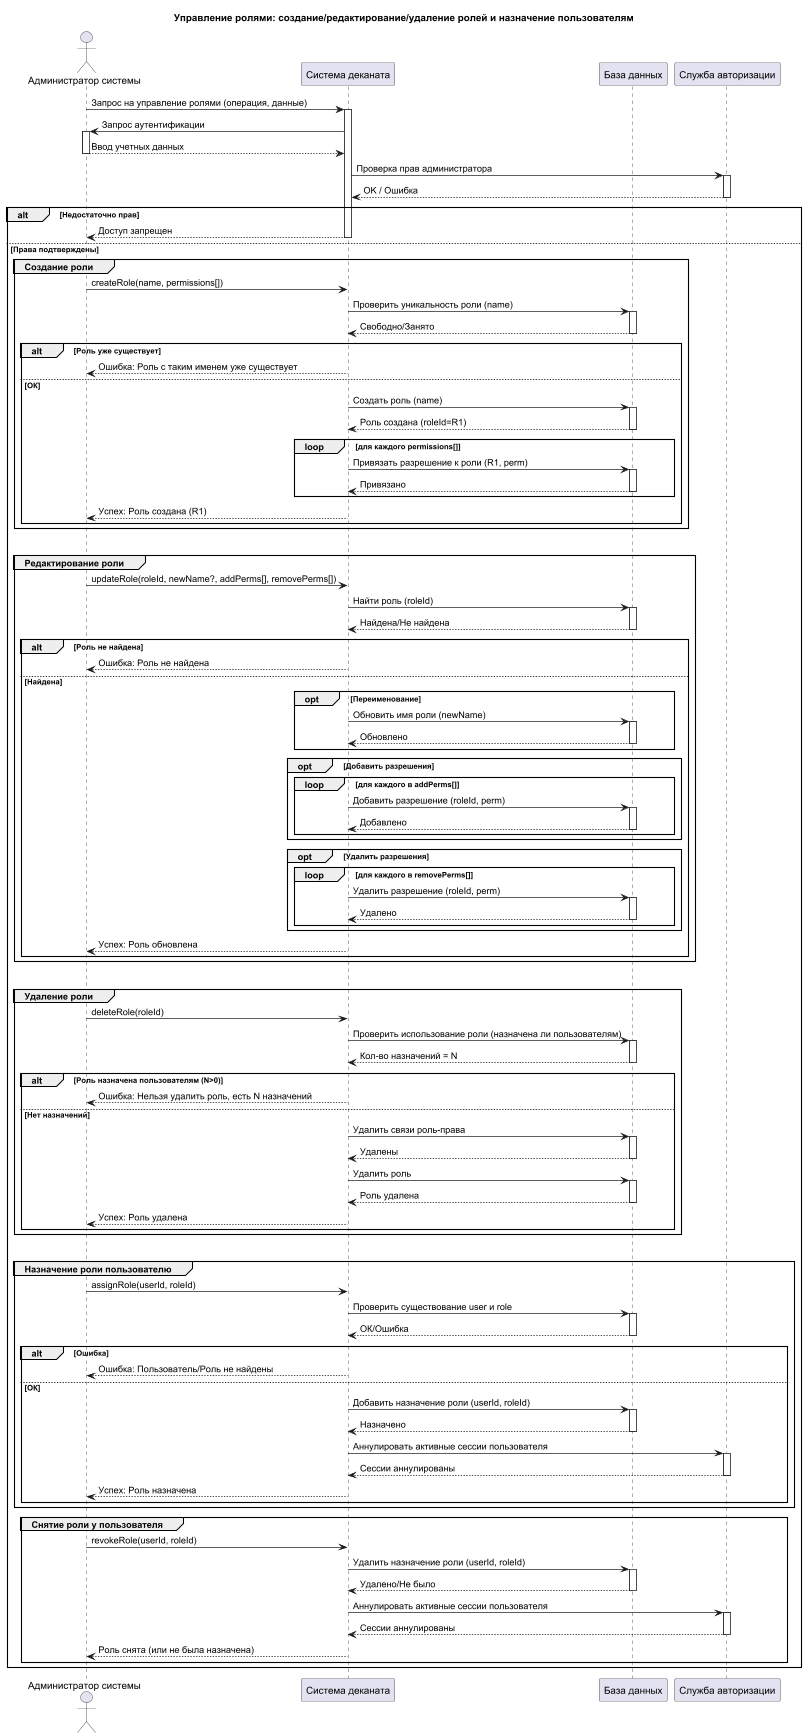 Управление ролями: создание/редактирование/удаление ролей и назначение пользователям
Администратор системы
Система деканата
База данных
Служба авторизации
Запрос на управление ролями (операция, данные)
Запрос аутентификации
Ввод учетных данных
Проверка прав администратора
OK / Ошибка
alt [Недостаточно прав]
Доступ запрещен
[Права подтверждены]
Создание роли
createRole(name, permissions[])
Проверить уникальность роли (name)
Свободно/Занято
alt [Роль уже существует]
Ошибка: Роль с таким именем уже существует
[OK]
Создать роль (name)
Роль создана (roleId=R1)
loop [для каждого permissions[]]
Привязать разрешение к роли (R1, perm)
Привязано
Успех: Роль создана (R1)
Редактирование роли
updateRole(roleId, newName?, addPerms[], removePerms[])
Найти роль (roleId)
Найдена/Не найдена
alt [Роль не найдена]
Ошибка: Роль не найдена
[Найдена]
opt [Переименование]
Обновить имя роли (newName)
Обновлено
opt [Добавить разрешения]
loop [для каждого в addPerms[]]
Добавить разрешение (roleId, perm)
Добавлено
opt [Удалить разрешения]
loop [для каждого в removePerms[]]
Удалить разрешение (roleId, perm)
Удалено
Успех: Роль обновлена
Удаление роли
deleteRole(roleId)
Проверить использование роли (назначена ли пользователям)
Кол-во назначений = N
alt [Роль назначена пользователям (N>0)]
Ошибка: Нельзя удалить роль, есть N назначений
[Нет назначений]
Удалить связи роль-права
Удалены
Удалить роль
Роль удалена
Успех: Роль удалена
Назначение роли пользователю
assignRole(userId, roleId)
Проверить существование user и role
OK/Ошибка
alt [Ошибка]
Ошибка: Пользователь/Роль не найдены
[OK]
Добавить назначение роли (userId, roleId)
Назначено
Аннулировать активные сессии пользователя
Сессии аннулированы
Успех: Роль назначена
Снятие роли у пользователя
revokeRole(userId, roleId)
Удалить назначение роли (userId, roleId)
Удалено/Не было
Аннулировать активные сессии пользователя
Сессии аннулированы
Роль снята (или не была назначена)
Администратор системы
Система деканата
База данных
Служба авторизации